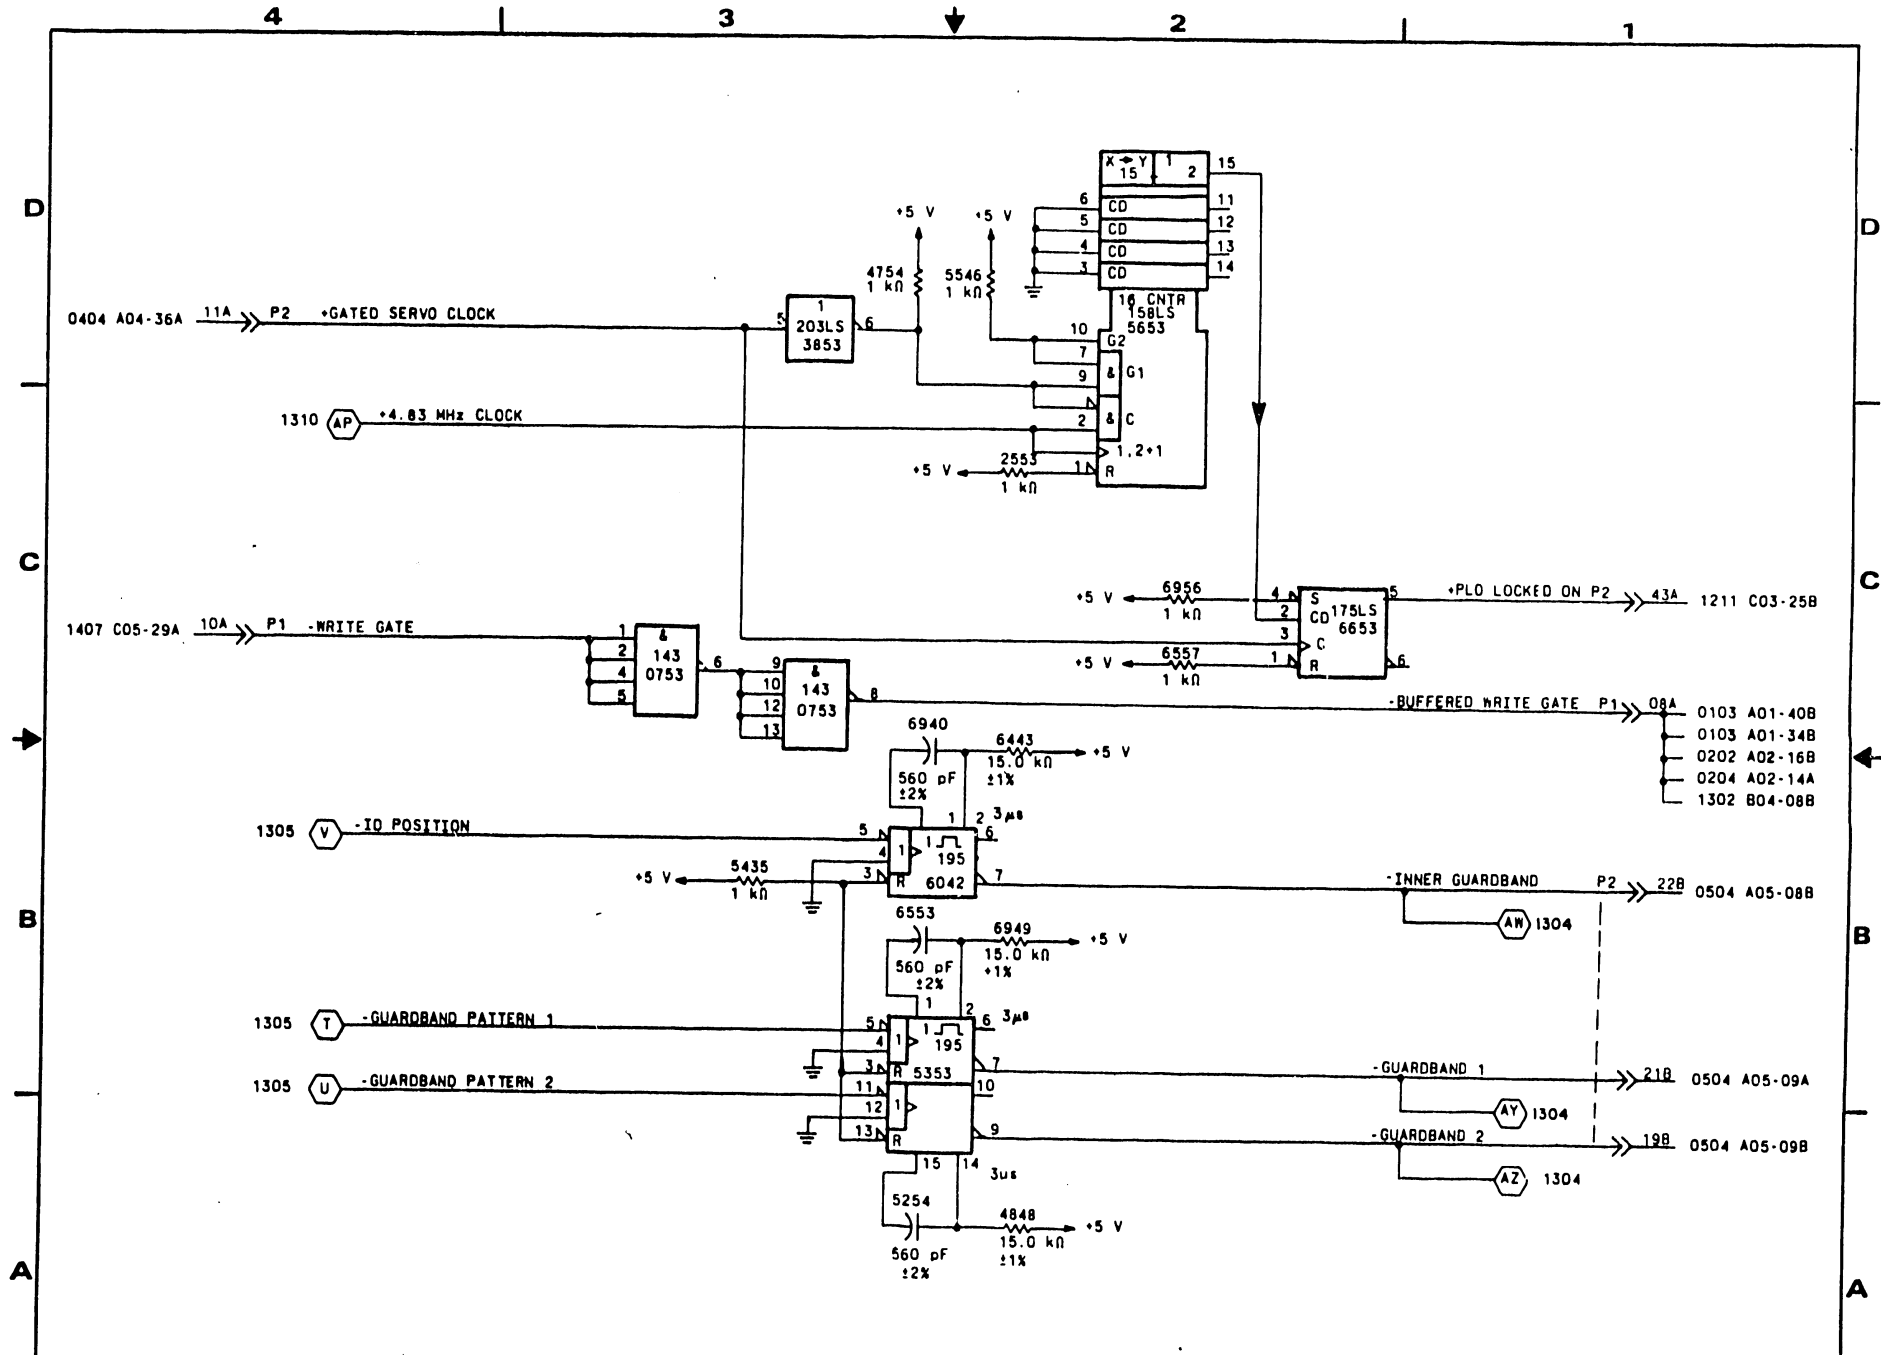 4 3 2 1
D D
X → Y 1 15
15 2
6 CD 11
5 CD 12
4 CD 13
3 CD 14
+5 V +5 V
4754 5546
1 kΩ 1 kΩ
16 CNTR
158LS
5653
0404 A04-36A 11A P2 +GATED SERVO CLOCK
5 1 6
203LS
3853
10 G2
7
& G1
9
1310 AP +4.83 MHz CLOCK
2 & C
1,2+1
+5 V 2553 1 R
1 kΩ
C C
+5 V 6956 4 S 175LS 5 +PLO LOCKED ON P2 43A 1211 C03-25B
1 kΩ 2 CD 6653
3 C
+5 V 6557 1 R 6
1 kΩ
1407 C05-29A 10A P1 -WRITE GATE
1 &
2 143
4 0753
5
6
9 &
10 143
12 0753
13
8
-BUFFERED WRITE GATE P1 08A 0103 A01-40B
0103 A01-34B
0202 A02-16B
0204 A02-14A
1302 B04-08B
6940 6443 +5 V
560 pF 15.0 kΩ
±2% ±1%
1 2 3µs
1305 V -IO POSITION 5 1 6
4 1 195
+5 V 5435 3 R 6042 7 -INNER GUARDBAND P2 22B 0504 A05-08B
1 kΩ
AW 1304
B B
6553 6949 +5 V
560 pF 15.0 kΩ
±2% +1%
1 2 3µs
1305 T -GUARDBAND PATTERN 1 5 1 6
4 1 195
3 R 5353 7 -GUARDBAND 1 21B 0504 A05-09A
AY 1304
1305 U -GUARDBAND PATTERN 2 11 10
12 1
13 R 9 -GUARDBAND 2 19B 0504 A05-09B
AZ 1304
15 14 3us
5254 4848 +5 V
560 pF 15.0 kΩ
±2% ±1%
A A